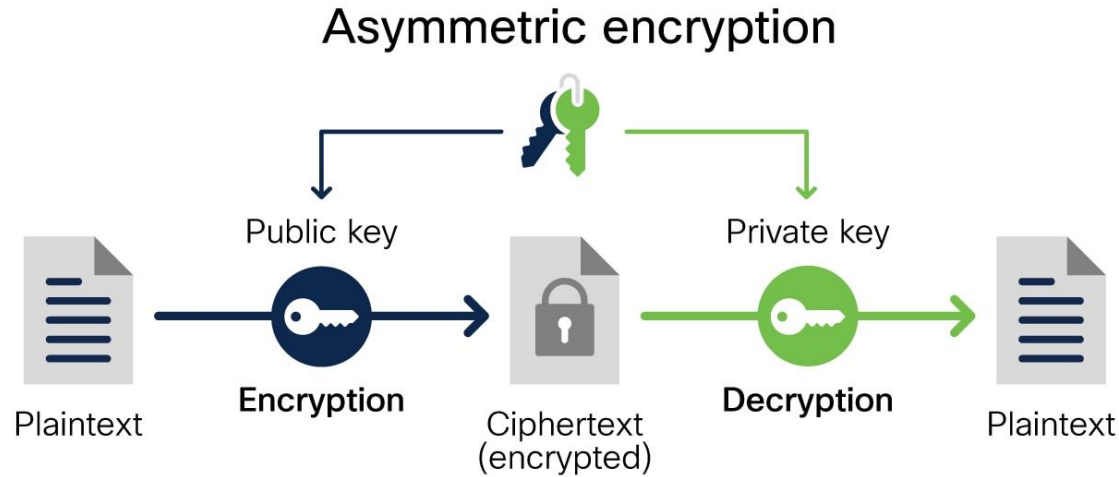 Asymmetric encryption
Public key
Private key
Encryption
Decryption
Plaintext
Ciphertext
(encrypted)
Plaintext